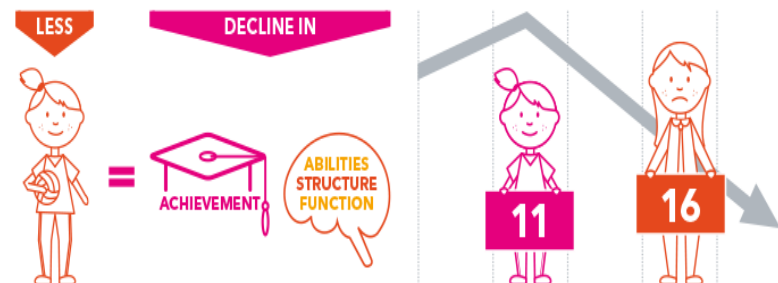 LESS
DECLINE IN
ACHIEVEMENT
ABILITIES
STRUCTURE
FUNCTION
11
16